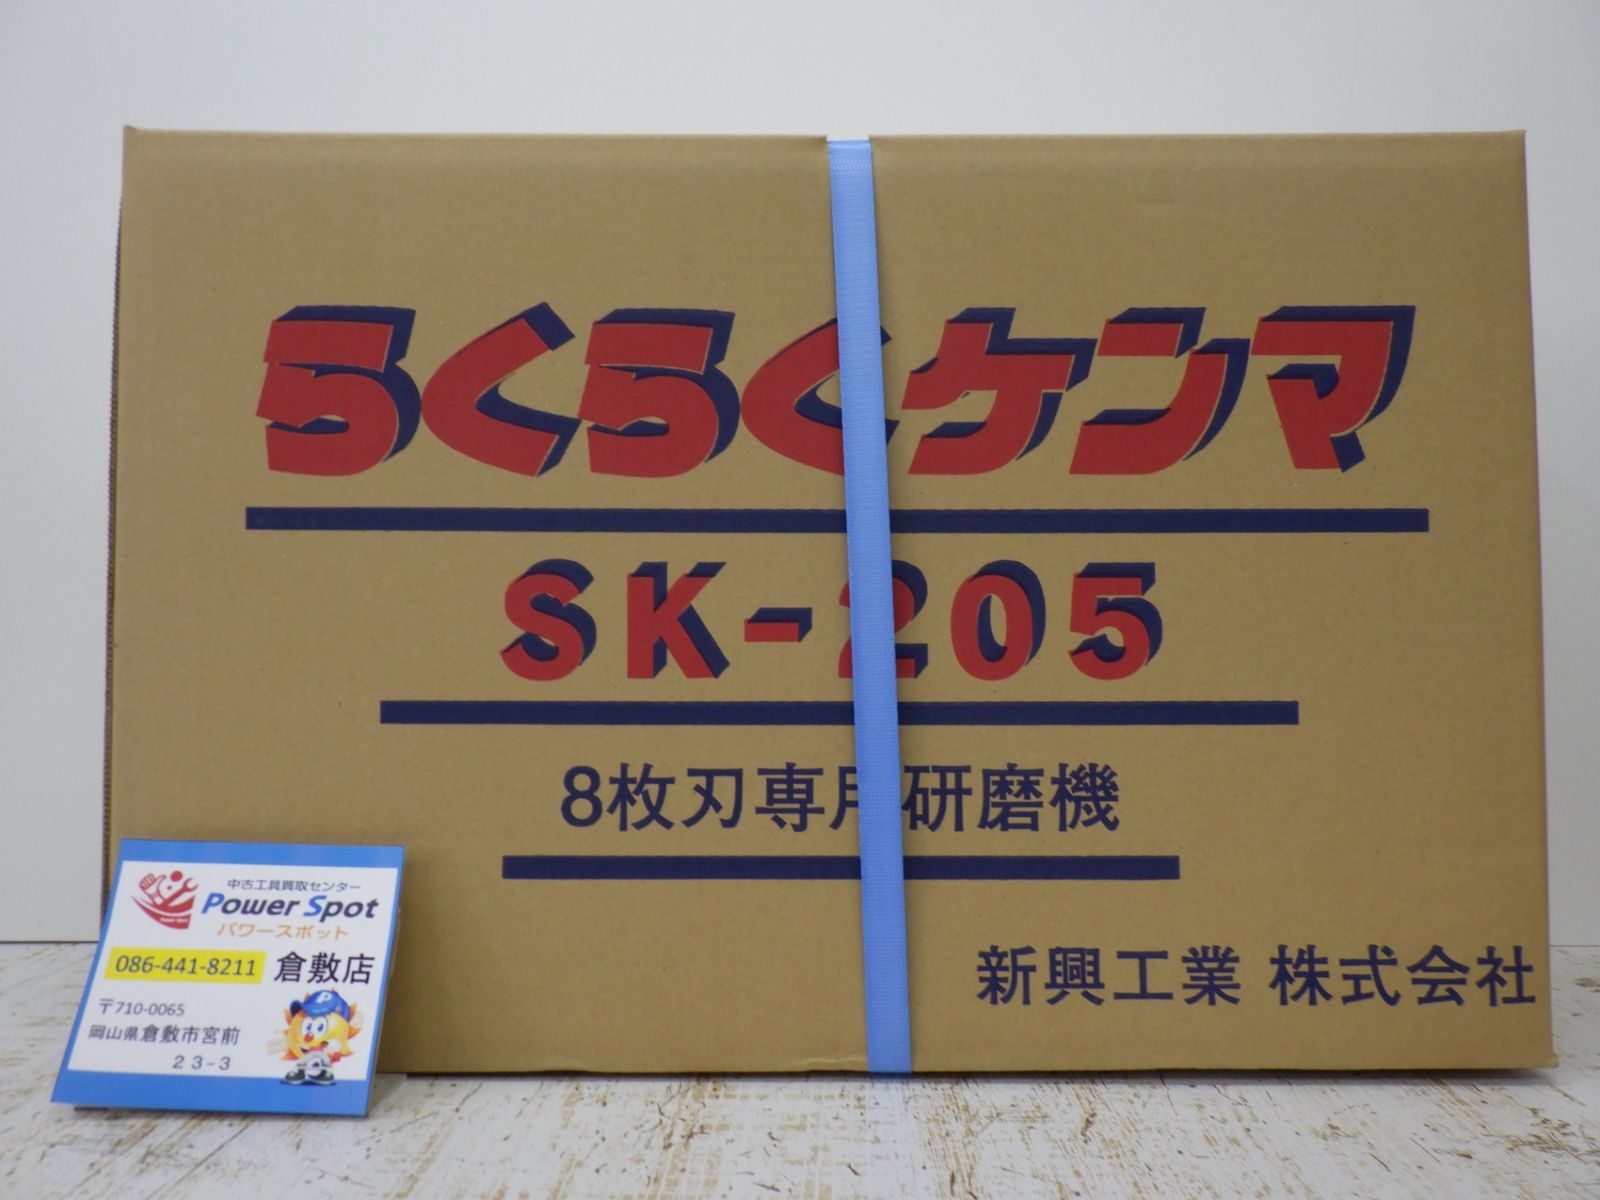 らくらくケンマ
SK-205
8枚刃専用研磨機
新興工業 株式会社
中古工具買取センター
Power Spot
パワースポット
086-441-8211 倉敷店
〒710-0065
岡山県倉敷市宮前
２３－３